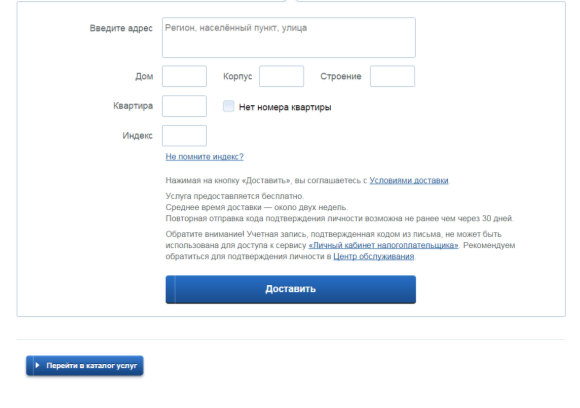 Введите адрес Регион, населённый пункт, улица
Дом Корпус Строение
Квартира Нет номера квартиры
Индекс
Не помните индекс?
Нажимая на кнопку «Доставить», вы соглашаетесь с Условиями доставки.
Услуга предоставляется бесплатно.
Среднее время доставки — около двух недель.
Повторная отправка кода подтверждения личности возможна не ранее чем через 30 дней.
Обратите внимание! Учетная запись, подтвержденная кодом из письма, не может быть
использована для доступа к сервису «Личный кабинет налогоплательщика». Рекомендуем
обратиться для подтверждения личности в Центр обслуживания.
Доставить
Перейти в каталог услуг